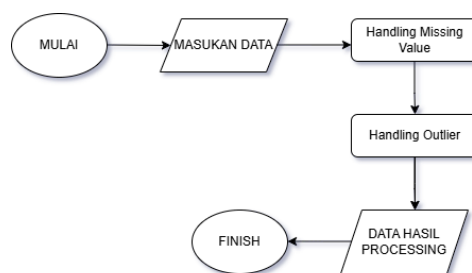 MULAI
MASUKAN DATA
Handling Missing
Value
Handling Outlier
DATA HASIL
PROCESSING
FINISH